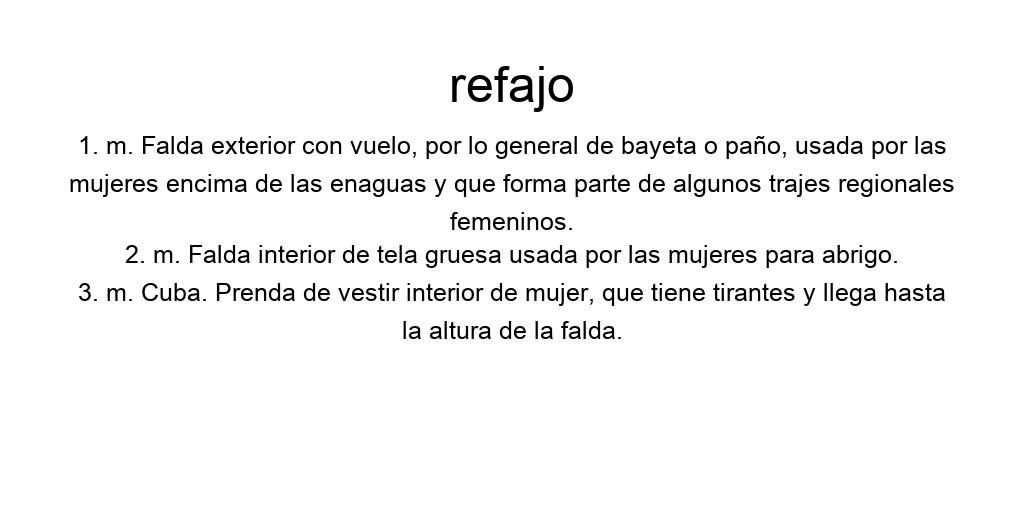 refajo
1. m. Falda exterior con vuelo, por lo general de bayeta o paño, usada por las
mujeres encima de las enaguas y que forma parte de algunos trajes regionales
femeninos.
2. m. Falda interior de tela gruesa usada por las mujeres para abrigo.
3. m. Cuba. Prenda de vestir interior de mujer, que tiene tirantes y llega hasta
la altura de la falda.